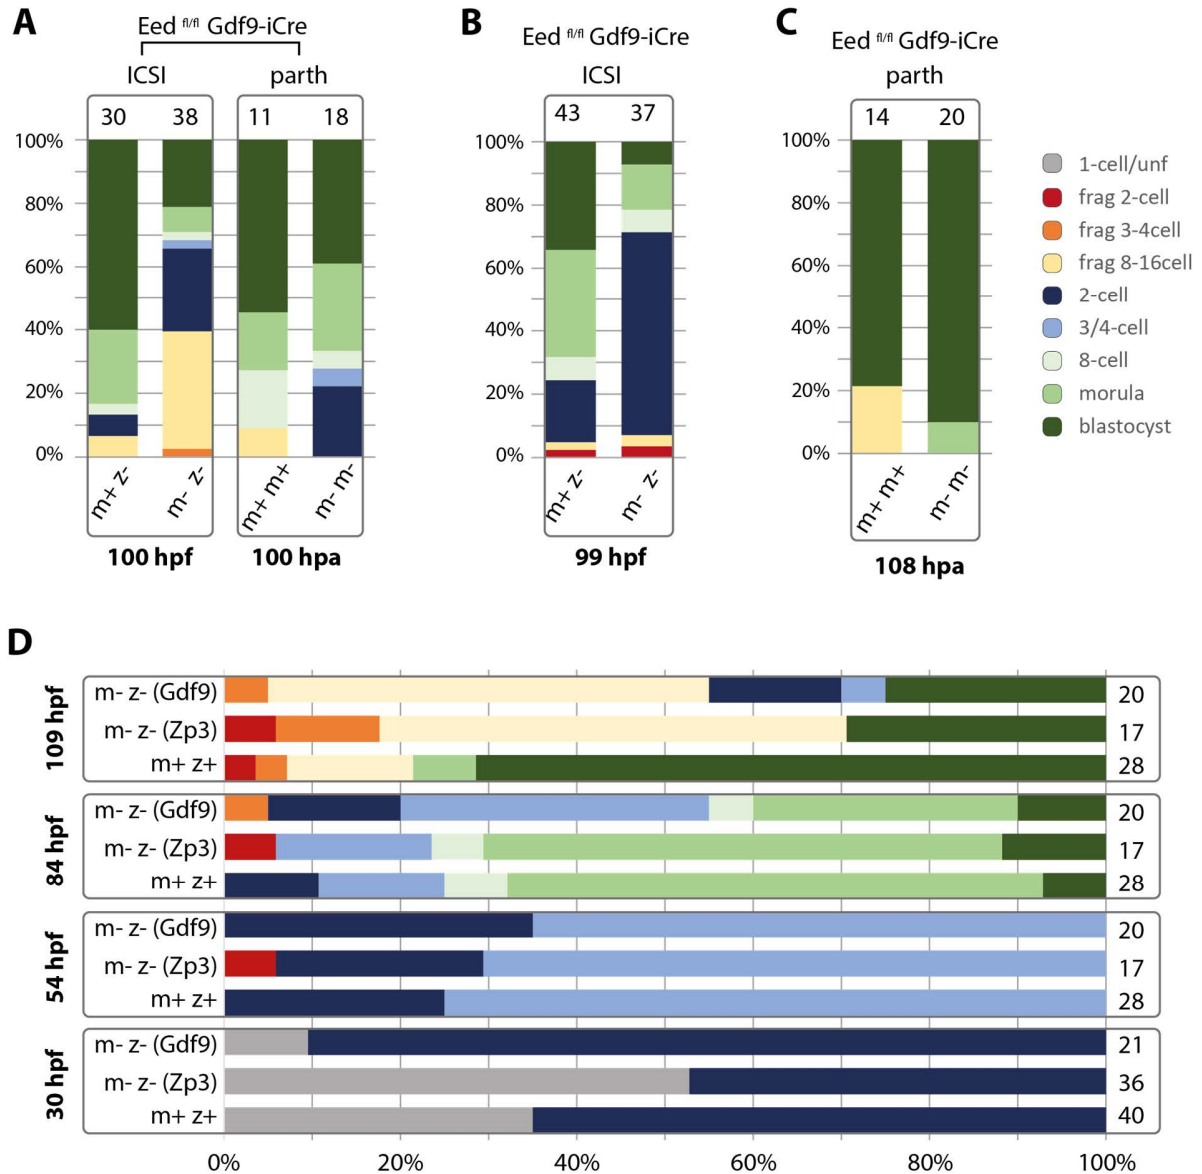 A
Eed fl/fl Gdf9-iCre
ICSI
parth
30
38
11
18
100%
80%
60%
40%
20%
0%
m+ z-
m- z-
m+ m+
m- m-
100 hpf
100 hpa
B
Eed fl/fl Gdf9-iCre
ICSI
43
37
100%
80%
60%
40%
20%
0%
m+ z-
m- z-
99 hpf
C
Eed fl/fl Gdf9-iCre
parth
14
20
100%
80%
60%
40%
20%
0%
m+ m+
m- m-
108 hpa
1-cell/unf
frag 2-cell
frag 3-4cell
frag 8-16cell
2-cell
3/4-cell
8-cell
morula
blastocyst
D
109 hpf
m- z- (Gdf9) 20
m- z- (Zp3) 17
m+ z+ 28
84 hpf
m- z- (Gdf9) 20
m- z- (Zp3) 17
m+ z+ 28
54 hpf
m- z- (Gdf9) 20
m- z- (Zp3) 17
m+ z+ 28
30 hpf
m- z- (Gdf9) 21
m- z- (Zp3) 36
m+ z+ 40
0% 20% 40% 60% 80% 100%